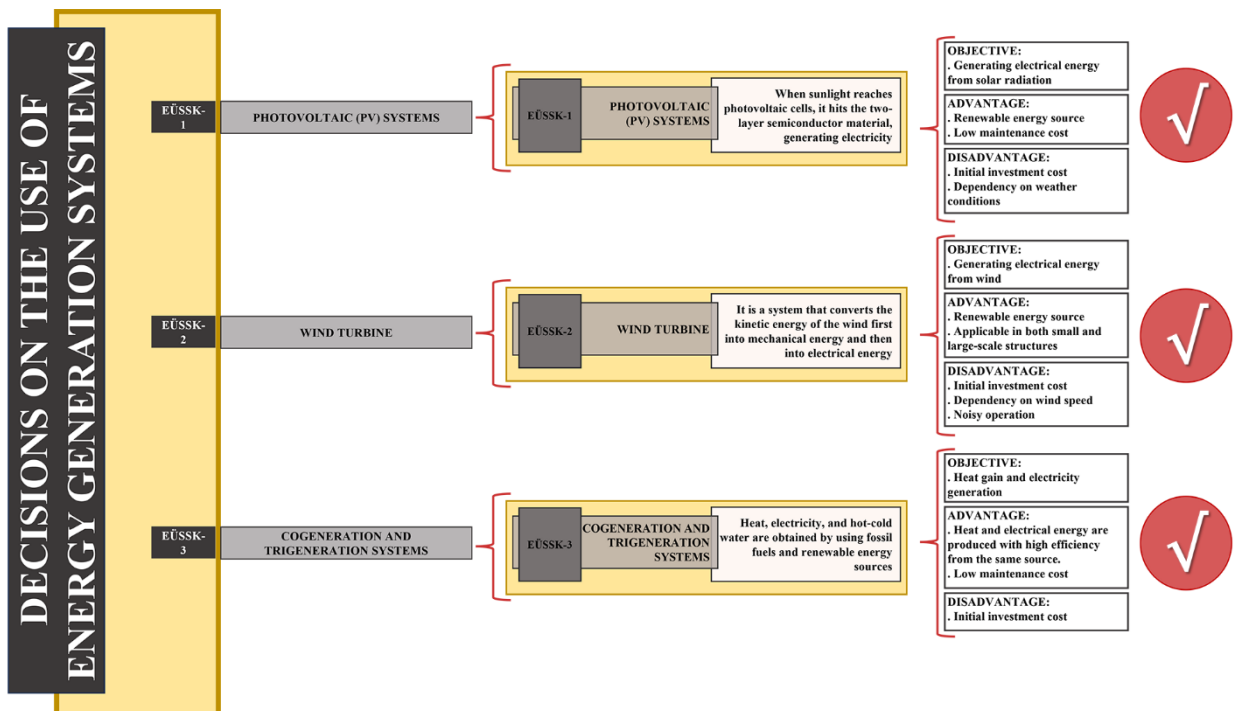 DECISIONS ON THE USE OF
ENERGY GENERATION SYSTEMS
EÜSSK-
1
PHOTOVOLTAIC (PV) SYSTEMS
EÜSSK-1
PHOTOVOLTAIC
(PV) SYSTEMS
When sunlight reaches
photovoltaic cells, it hits the two-
layer semiconductor material,
generating electricity
OBJECTIVE:
. Generating electrical energy
from solar radiation
ADVANTAGE:
. Renewable energy source
. Low maintenance cost
DISADVANTAGE:
. Initial investment cost
. Dependency on weather
conditions
√
EÜSSK-
2
WIND TURBINE
EÜSSK-2
WIND TURBINE
It is a system that converts the
kinetic energy of the wind first
into mechanical energy and then
into electrical energy
OBJECTIVE:
. Generating electrical energy
from wind
ADVANTAGE:
. Renewable energy source
. Applicable in both small and
large-scale structures
DISADVANTAGE:
. Initial investment cost
. Dependency on wind speed
. Noisy operation
√
EÜSSK-
3
COGENERATION AND
TRIGENERATION SYSTEMS
EÜSSK-3
COGENERATION AND
TRIGENERATION
SYSTEMS
Heat, electricity, and hot-cold
water are obtained by using fossil
fuels and renewable energy
sources
OBJECTIVE:
. Heat gain and electricity
generation
ADVANTAGE:
. Heat and electrical energy are
produced with high efficiency
from the same source.
. Low maintenance cost
DISADVANTAGE:
. Initial investment cost
√